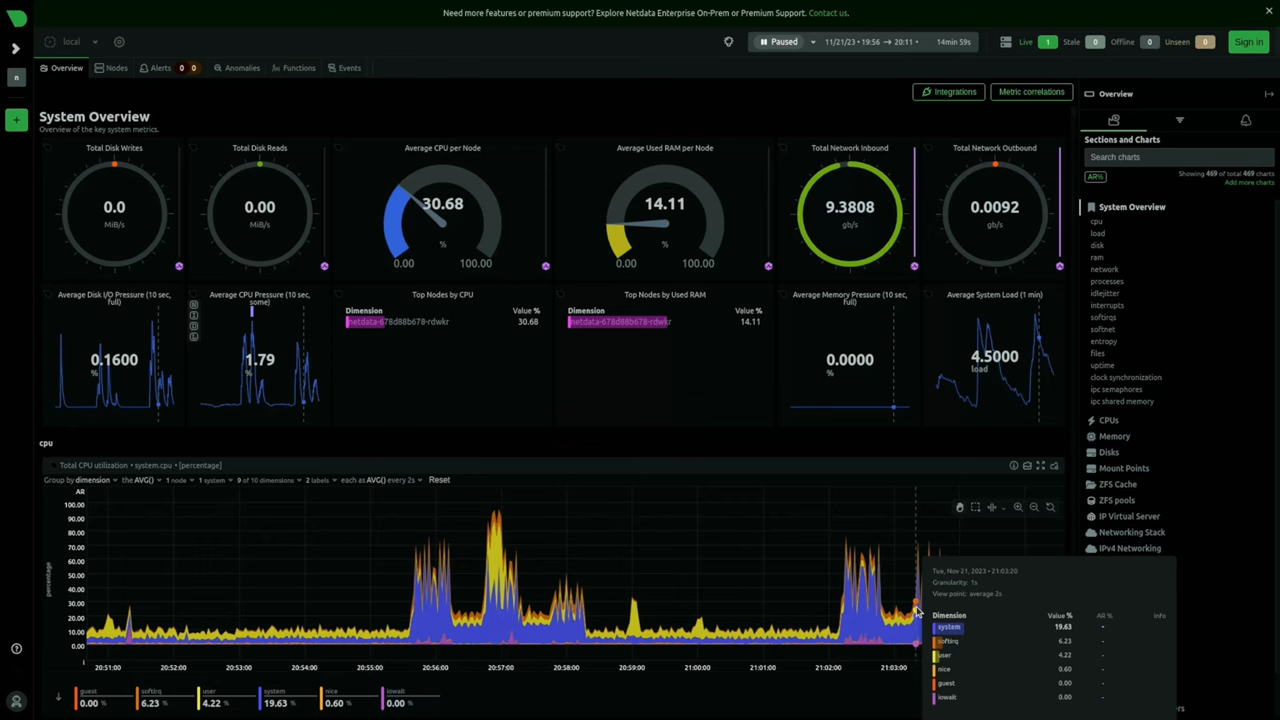 Need more features or premium support? Explore Netdata Enterprise On-Prem or Premium Support. Contact us.
local
Paused 11/21/23 • 19:56 → 20:11 14min 59s
Live 1 Stale 0 Offline 0 Unseen 0 Sign in
n
Overview Nodes Alerts 0 0 Anomalies Functions Events
Integrations Metric correlations
System Overview
Overview of the key system metrics.
Total Disk Writes
0.0
MiB/s
Total Disk Reads
0.00
MiB/s
Average CPU per Node
30.68
%
0.00 100.00
Average Used RAM per Node
14.11
%
0.00 100.00
Total Network Inbound
9.3808
gb/s
Total Network Outbound
0.0092
gb/s
Average Disk I/O Pressure (10 sec,
full)
0.1600
%
Average CPU Pressure (10 sec,
some)
1.79
%
Top Nodes by CPU
Dimension Value %
netdata-678d88b678-rdwkr 30.68
Top Nodes by Used RAM
Dimension Value %
netdata-678d88b678-rdwkr 14.11
Average Memory Pressure (10 sec,
full)
0.0000
%
Average System Load (1 min)
4.5000
load
cpu
Total CPU utilization • system.cpu • [percentage]
Group by dimension the AVG() 1 node 1 system 9 of 10 dimensions 2 labels each as AVG() every 2s Reset
AR
percentage
100.00
90.00
80.00
70.00
60.00
50.00
40.00
30.00
20.00
10.00
0.00
20:51:00 20:52:00 20:53:00 20:54:00 20:55:00 20:56:00 20:57:00 20:58:00 20:59:00 21:00:00 21:01:00 21:02:00 21:03:00
guest softirq user system nice iowait
0.00 % 6.23 % 4.22 % 19.63 % 0.60 % 0.00 %
Tue, Nov 21, 2023 • 21:03:20
Granularity: 1s
View point: average 2s
Dimension Value % AR % Info
system 19.63 -
softirq 6.23 -
user 4.22 -
nice 0.60 -
guest 0.00 -
iowait 0.00 -
Overview
Sections and Charts
Search charts
AR% Showing 469 of total 469 charts
Add more charts
System Overview
cpu
load
disk
ram
network
processes
idlejitter
interrupts
softirqs
softnet
entropy
files
uptime
clock synchronization
ipc semaphores
ipc shared memory
CPUs
Memory
Disks
Mount Points
ZFS Cache
ZFS pools
IP Virtual Server
Networking Stack
IPv4 Networking